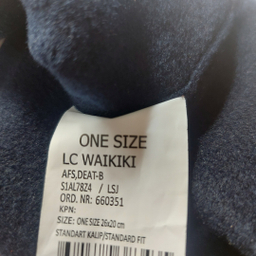 ONE SIZE
LC WAIKIKI
AFS,DEAT-B
S1AL78Z4 / LSJ
ORD. NR: 660351
KPN:
SIZE: ONE SIZE 26x20 cm
STANDART KALIP/STANDARD FIT